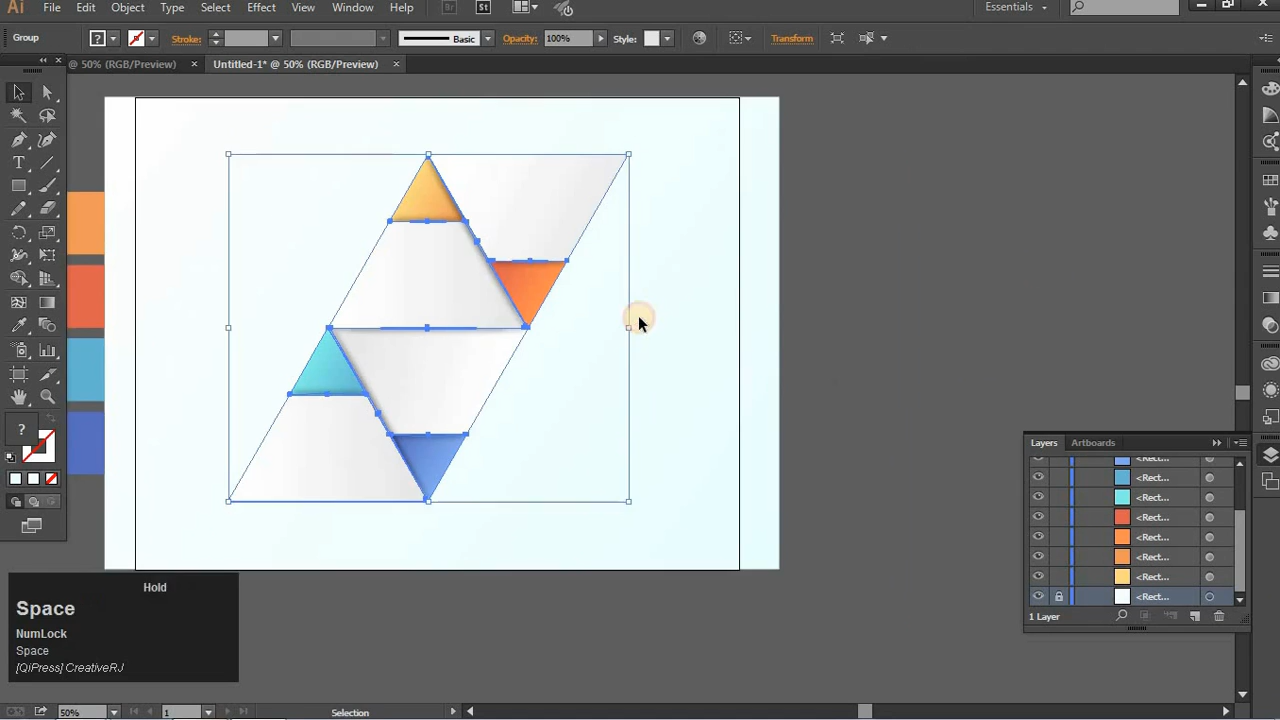 Ai File Edit Object Type Select Effect View Window Help Br St Essentials
Group Stroke: Basic Opacity: 100% Style: Transform
@ 50% (RGB/Preview) × Untitled-1* @ 50% (RGB/Preview) ×
?
Layers Artboards
<Rect...
<Rect...
<Rect...
<Rect...
<Rect...
<Rect...
<Rect...
<Rect...
1 Layer
Hold
Space
NumLock
Space
[QiPress] CreativeRJ
50% 1 Selection